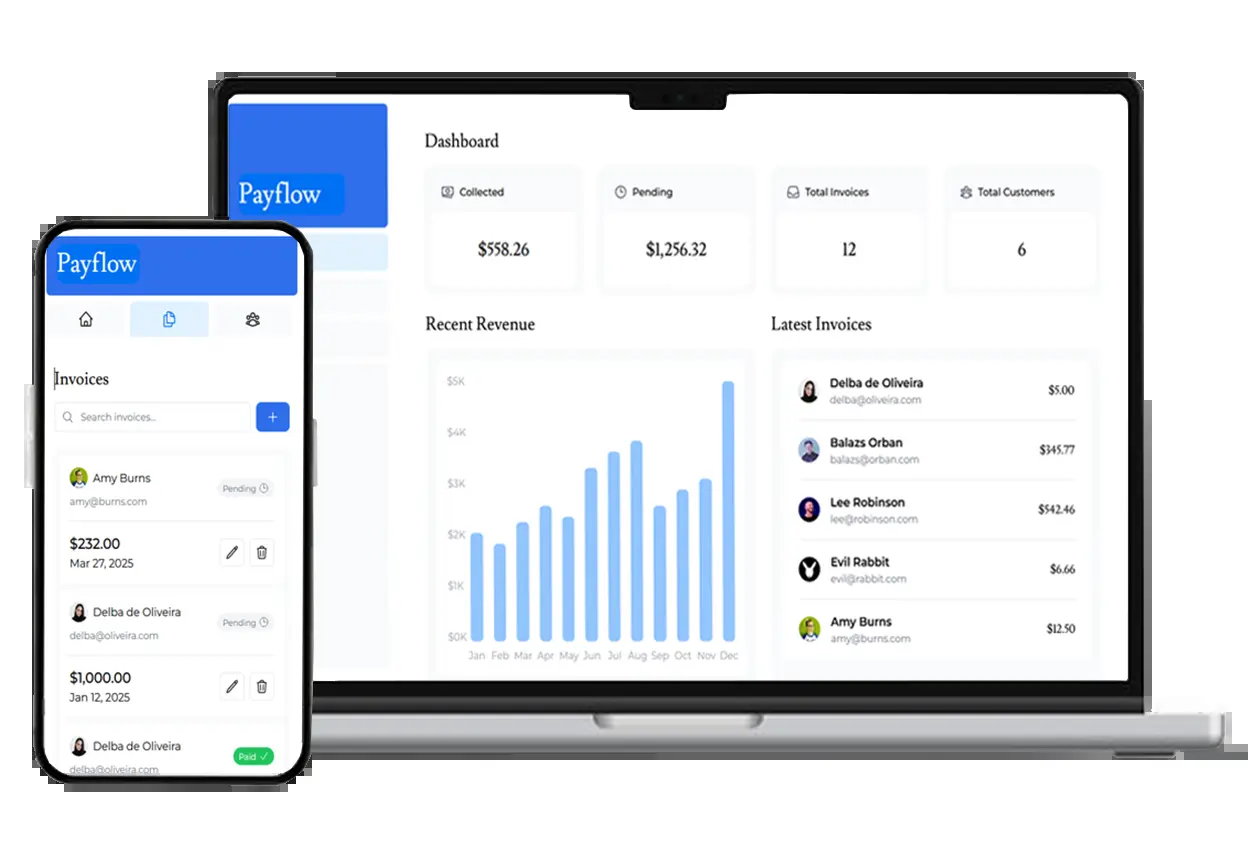 Payflow
Dashboard
Collected
$558.26
Pending
$1,256.32
Total Invoices
12
Total Customers
6
Recent Revenue
$5K
$4K
$3K
$2K
$1K
$0K
Jan Feb Mar Apr May Jun Jul Aug Sep Oct Nov Dec
Latest Invoices
Delba de Oliveira
delba@oliveira.com
$5.00
Balazs Orban
balazs@orban.com
$345.77
Lee Robinson
lee@robinson.com
$542.46
Evil Rabbit
evil@rabbit.com
$6.66
Amy Burns
amy@burns.com
$12.50
Payflow
Invoices
Search invoices...
+
Amy Burns
amy@burns.com
Pending
$232.00
Mar 27, 2025
Delba de Oliveira
delba@oliveira.com
Pending
$1,000.00
Jan 12, 2025
Delba de Oliveira
delba@oliveira.com
Paid